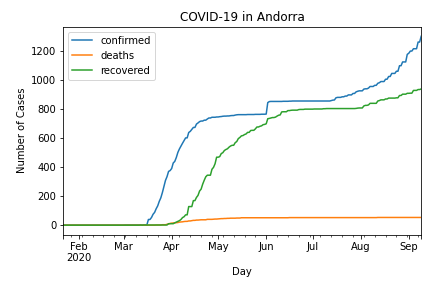 COVID-19 in Andorra
confirmed
deaths
recovered
Number of Cases
1200
1000
800
600
400
200
0
Feb Mar Apr May Jun Jul Aug Sep
2020
Day